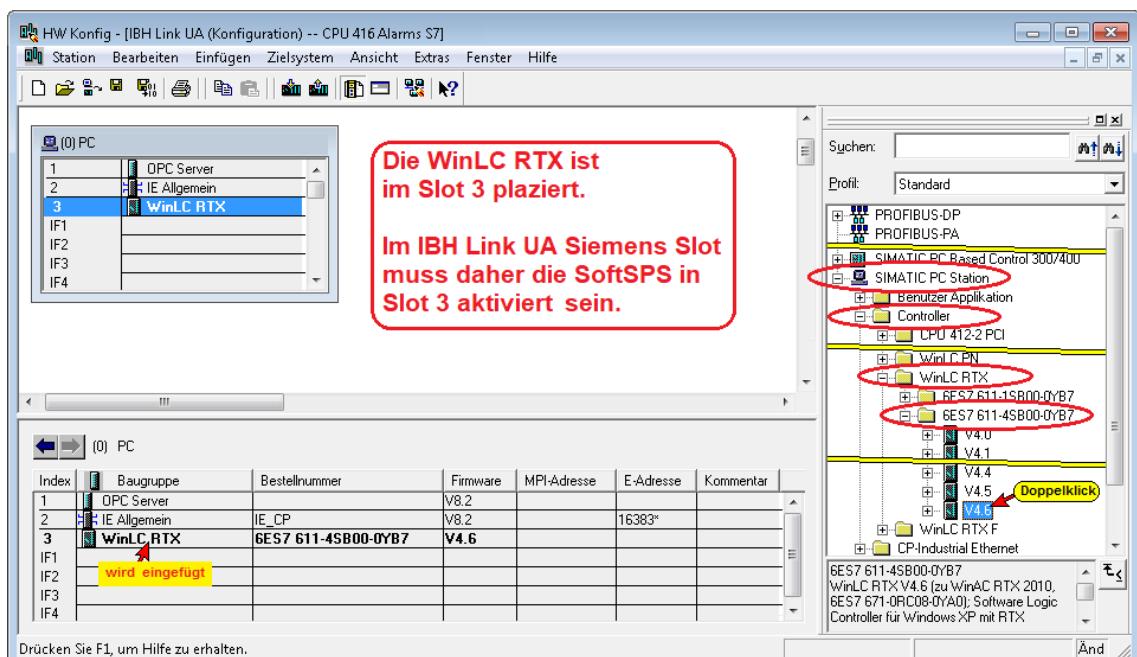 HW Konfig - [IBH Link UA (Konfiguration) -- CPU 416 Alarms S7]
Station Bearbeiten Einfügen Zielsystem Ansicht Extras Fenster Hilfe
(0) PC
1 OPC Server
2 IE Allgemein
3 WinLC RTX
IF1
IF2
IF3
IF4
Die WinLC RTX ist
im Slot 3 plaziert.
Im IBH Link UA Siemens Slot
muss daher die SoftSPS in
Slot 3 aktiviert sein.
Suchen:
Profil: Standard
PROFIBUS-DP
PROFIBUS-PA
SIMATIC PC Based Control 300/400
SIMATIC PC Station
Benutzer Applikation
Controller
CPU 412-2 PCI
WinLC PN
WinLC RTX
6ES7 611-1SB00-0YB7
6ES7 611-4SB00-0YB7
V4.0
V4.1
V4.4
V4.5
Doppelklick
V4.6
WinLC RTX F
CP-Industrial Ethernet
6ES7 611-4SB00-0YB7
WinLC RTX V4.6 (zu WinAC RTX 2010,
6ES7 671-0RC08-0YA0); Software Logic
Controller für Windows XP mit RTX
(0) PC
Index Baugruppe Bestellnummer Firmware MPI-Adresse E-Adresse Kommentar
1 OPC Server V8.2
2 IE Allgemein IE_CP V8.2 16383*
3 WinLC RTX 6ES7 611-4SB00-0YB7 V4.6
IF1
wird eingefügt
IF2
IF3
IF4
Drücken Sie F1, um Hilfe zu erhalten.
Änd